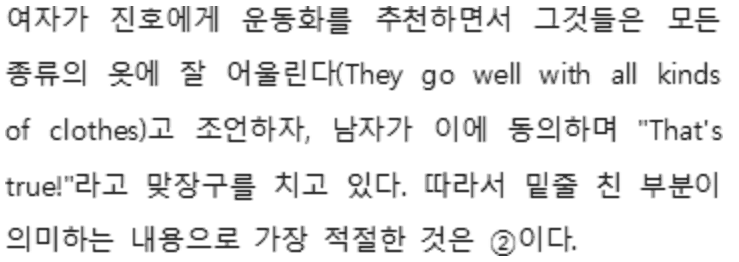 여자가 진호에게 운동화를 추천하면서 그것들은 모든
종류의 옷에 잘 어울린다(They go well with all kinds
of clothes)고 조언하자, 남자가 이에 동의하며 "That's
true!"라고 맞장구를 치고 있다. 따라서 밑줄 친 부분이
의미하는 내용으로 가장 적절한 것은 ②이다.